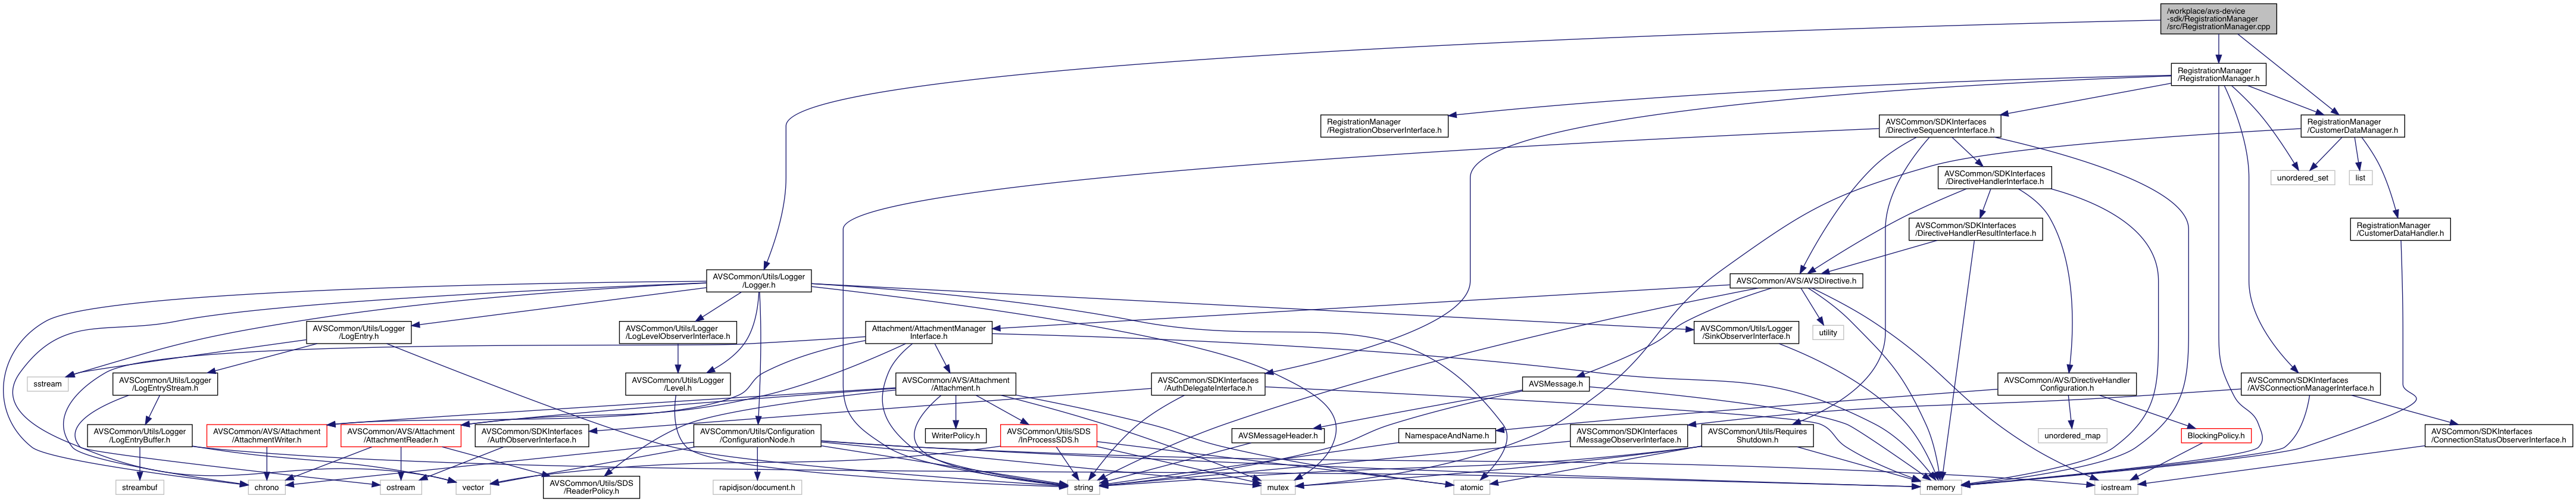 /workplace/avs-device
-sdk/RegistrationManager
/src/RegistrationManager.cpp
RegistrationManager
/RegistrationManager.h
RegistrationManager
/RegistrationObserverInterface.h
AVSCommon/SDKInterfaces
/DirectiveSequencerInterface.h
RegistrationManager
/CustomerDataManager.h
AVSCommon/SDKInterfaces
/DirectiveHandlerInterface.h
unordered_set
list
AVSCommon/SDKInterfaces
/DirectiveHandlerResultInterface.h
RegistrationManager
/CustomerDataHandler.h
AVSCommon/Utils/Logger
/Logger.h
AVSCommon/AVS/AVSDirective.h
AVSCommon/Utils/Logger
/LogEntry.h
AVSCommon/Utils/Logger
/LogLevelObserverInterface.h
Attachment/AttachmentManager
Interface.h
AVSCommon/Utils/Logger
/SinkObserverInterface.h
utility
sstream
AVSCommon/Utils/Logger
/LogEntryStream.h
AVSCommon/Utils/Logger
/Level.h
AVSCommon/AVS/Attachment
/Attachment.h
AVSCommon/SDKInterfaces
/AuthDelegateInterface.h
AVSMessage.h
AVSCommon/AVS/DirectiveHandler
Configuration.h
AVSCommon/SDKInterfaces
/AVSConnectionManagerInterface.h
AVSCommon/Utils/Logger
/LogEntryBuffer.h
AVSCommon/AVS/Attachment
/AttachmentWriter.h
AVSCommon/AVS/Attachment
/AttachmentReader.h
AVSCommon/SDKInterfaces
/AuthObserverInterface.h
AVSCommon/Utils/Configuration
/ConfigurationNode.h
WriterPolicy.h
AVSCommon/Utils/SDS
/InProcessSDS.h
AVSMessageHeader.h
NamespaceAndName.h
AVSCommon/SDKInterfaces
/MessageObserverInterface.h
AVSCommon/Utils/Requires
Shutdown.h
unordered_map
BlockingPolicy.h
AVSCommon/SDKInterfaces
/ConnectionStatusObserverInterface.h
streambuf
chrono
ostream
vector
AVSCommon/Utils/SDS
/ReaderPolicy.h
rapidjson/document.h
string
mutex
atomic
memory
iostream